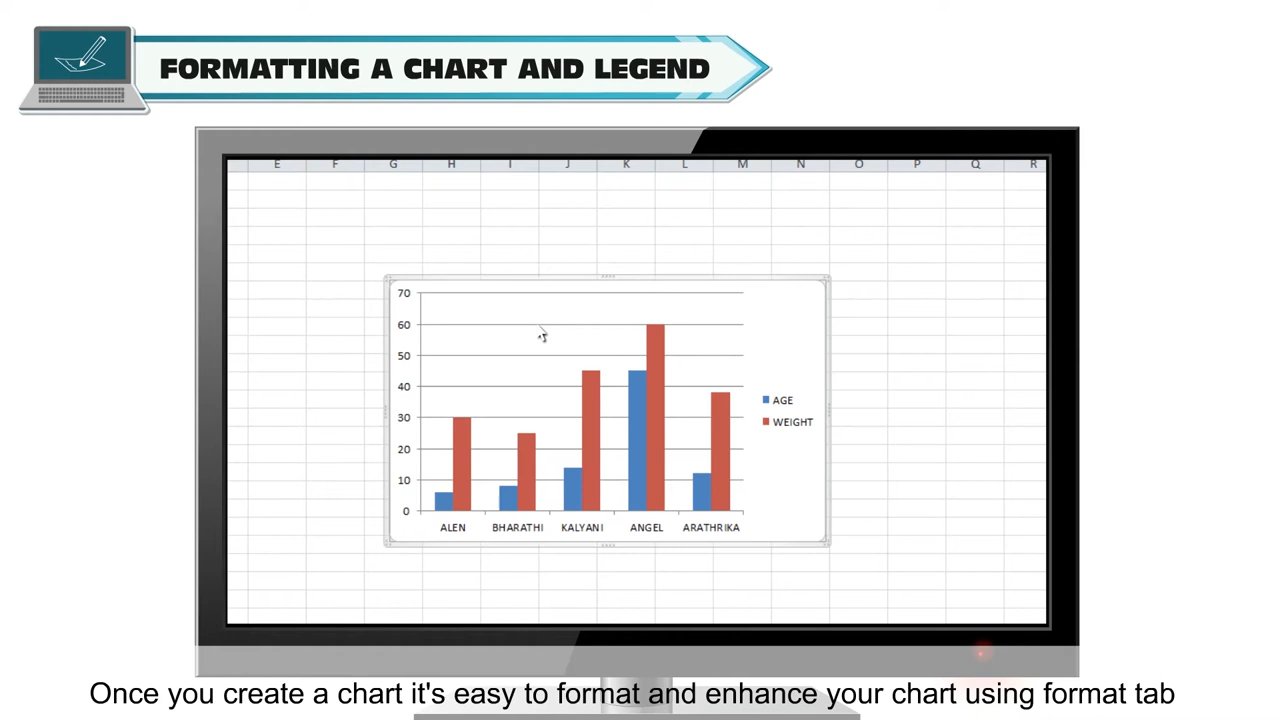 FORMATTING A CHART AND LEGEND
E F G H I J K L M N O P Q R
70
60
50
40
30
20
10
0
AGE
WEIGHT
ALEN BHARATHI KALYANI ANGEL ARATHRIKA
Once you create a chart it's easy to format and enhance your chart using format tab